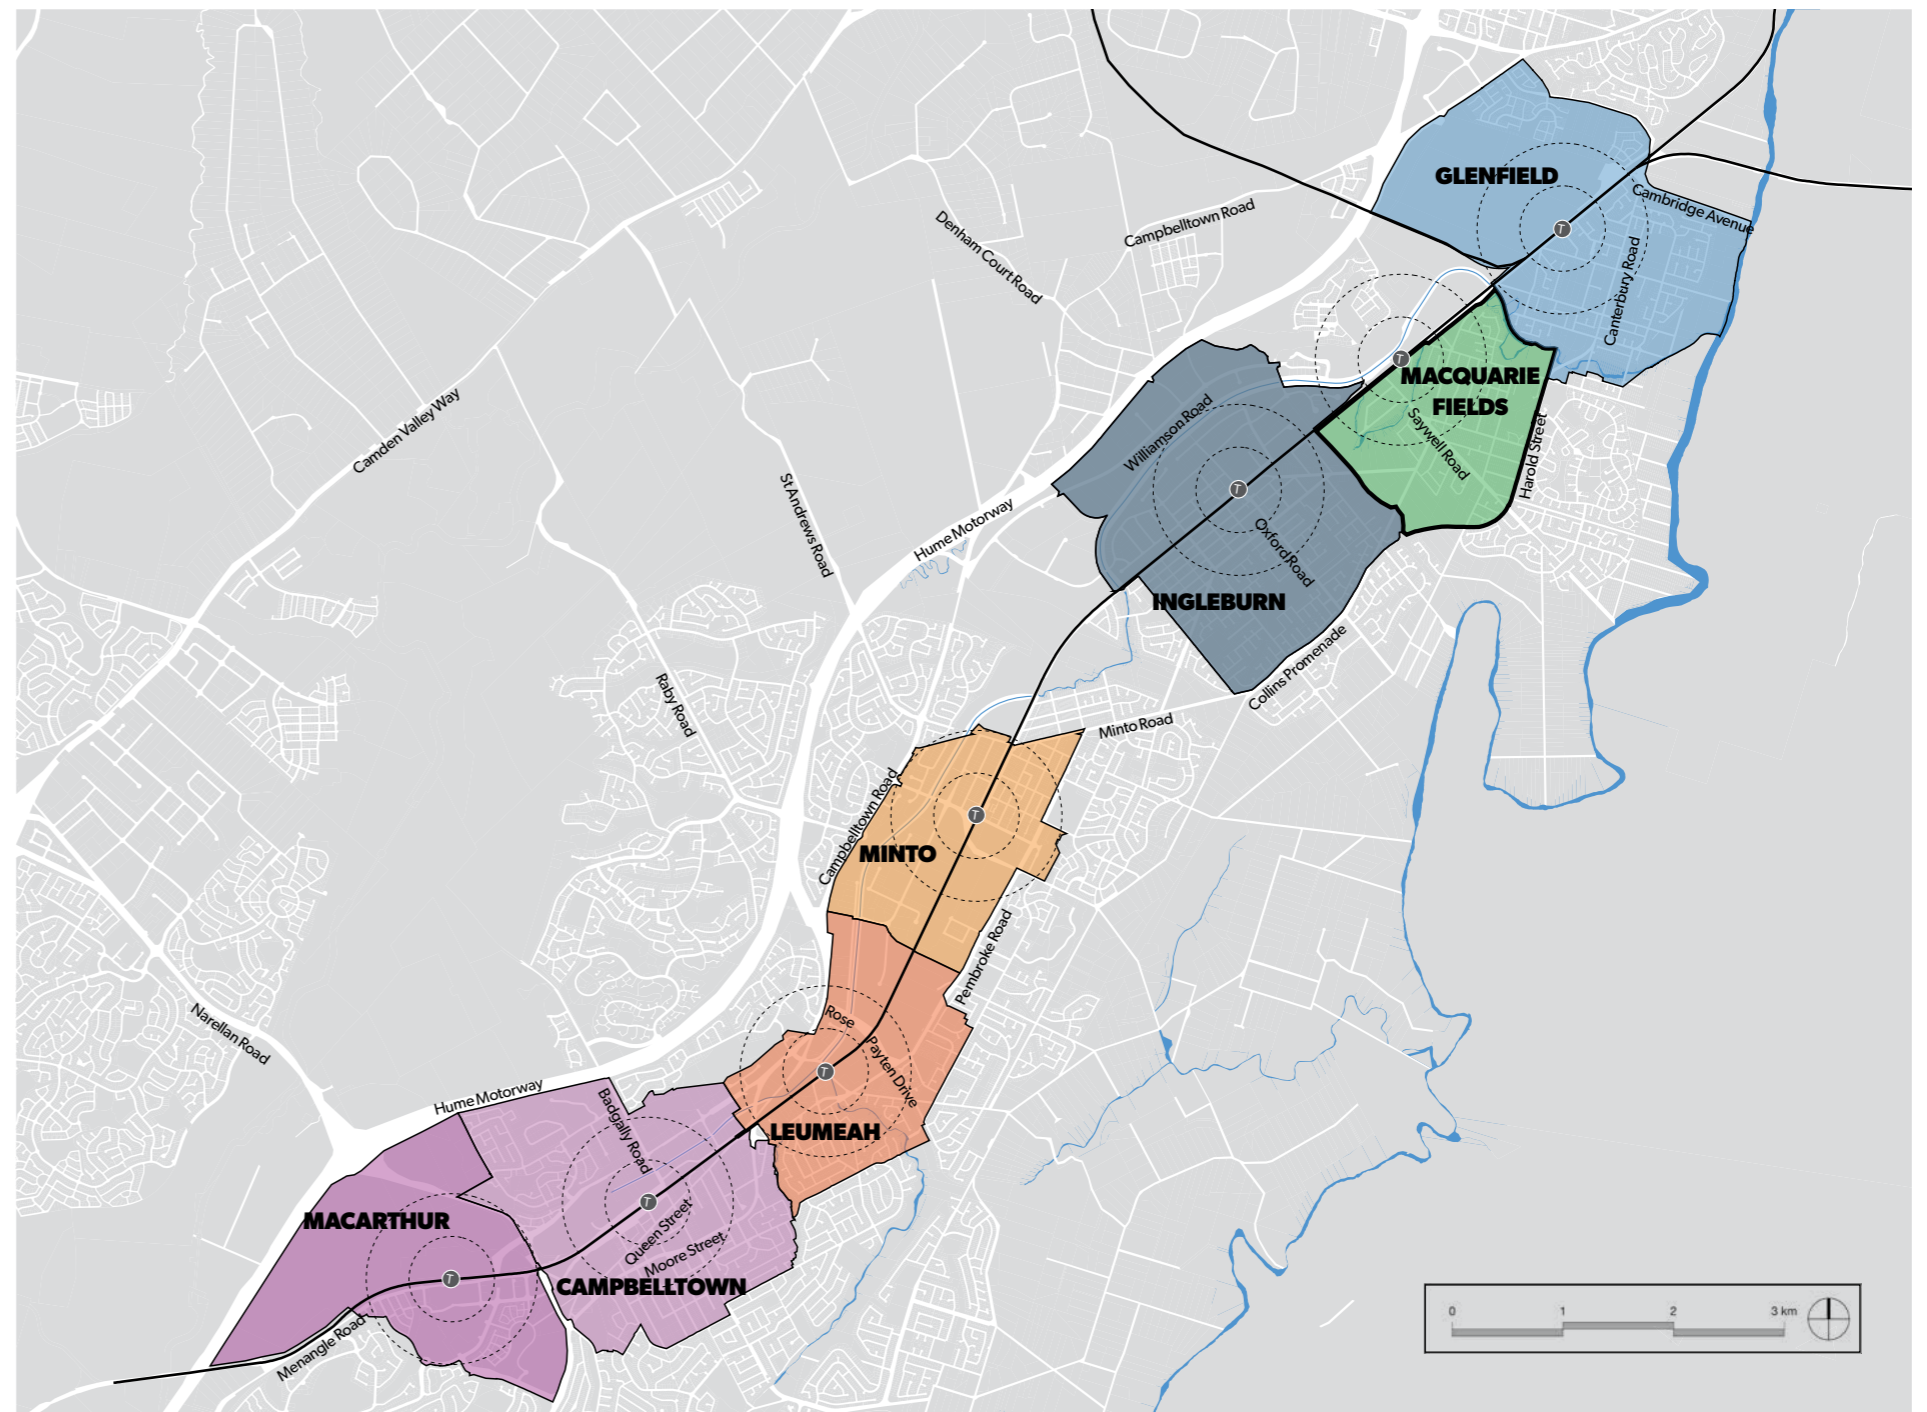 GLENFIELD
Cambridge Avenue
Campbelltown Road
Denham Court Road
Canterbury Road
T
T
MACQUARIE
FIELDS
Saywell Road
Harold Street
Williamson Road
Camden Valley Way
T
St Andrews Road
Hume Motorway
Oxford Road
INGLEBURN
Collins Promenade
Raby Road
Minto Road
Campbelltown Road
T
MINTO
Pembroke Road
Narellan Road
Rose
Payten Drive
T
Hume Motorway
Badgally Road
LEUMEAH
T
MACARTHUR
Queen Street
Moore Street
T
CAMPBELLTOWN
Menangle Road
0 1 2 3 km